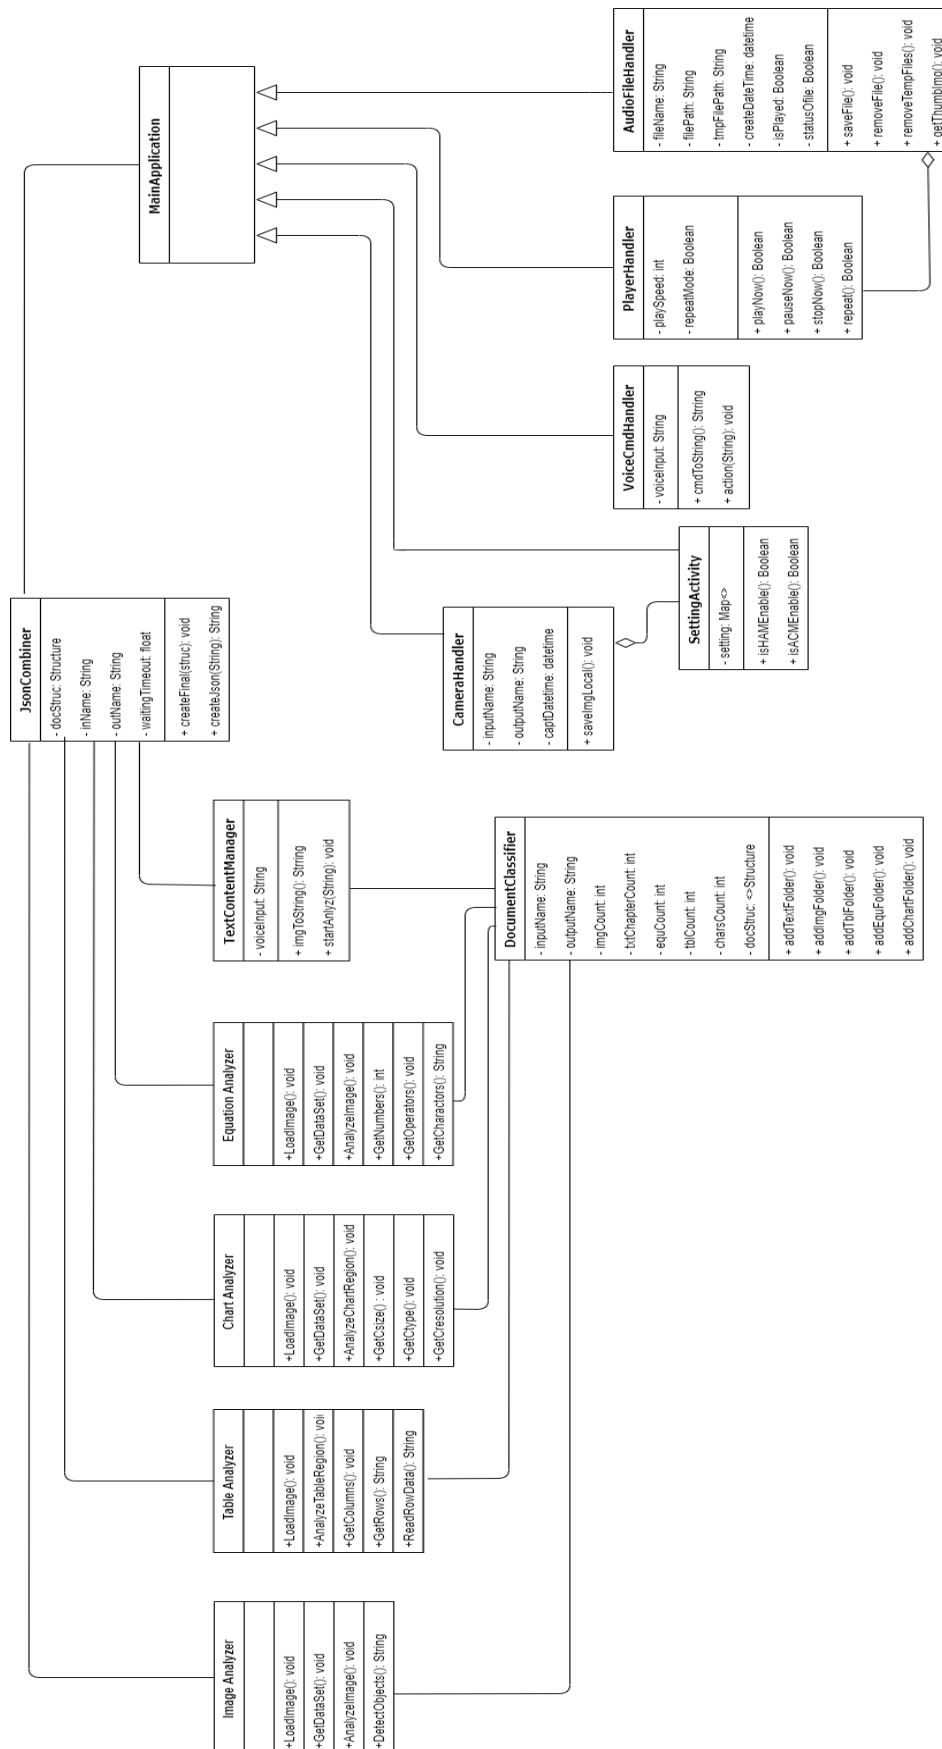 JsonCombiner
- docStruc: Structure
- inName: String
- outName: String
- waitingTimeout: float
+ createFinal(struc): void
+ createJson(String): String
MainApplication
Image Analyzer
+LoadImage(): void
+GetDataSet(): void
+AnalyzeImage(): void
+DetectObjects(): String
Table Analyzer
+LoadImage(): void
+AnalyzeTableRegion(): voi
+GetColumns(): void
+GetRows(): String
+ReadRowData(): String
Chart Analyzer
+LoadImage(): void
+GetDataSet(): void
+AnalyzeChartRegion(): void
+GetCsize() : void
+GetCtype(): void
+GetCresolution(): void
Equation Analyzer
+LoadImage(): void
+GetDataSet(): void
+AnalyzeImage(): void
+GetNumbers(): int
+GetOperators(): void
+GetCharactors(): String
TextContentManager
- voiceInput: String
+ imgToString(): Strring
+ startAnlyz(String): void
CameraHandler
- inputName: String
- outputName: String
- captDatetime: datetime
+ saveImgLocal(): void
DocumentClassifier
- inputName: String
- outputName: String
- imgCount: int
- txtChapterCount: int
- equCount: int
- tblCount: int
- charsCount: int
- docStruc: <>Structure
+ addTextFolder(): void
+ addImgFolder(): void
+ addTblFolder(): void
+ addEquFolder(): void
+ addChartFolder(): void
SettingActivity
- setting: Map<>
+ isHAMEnable(): Boolean
+ isACMEnable(): Boolean
VoiceCmdHandler
- voiceInput: String
+ cmdToString(): Strring
+ action(String): void
PlayerHandler
- playSpeed: int
- repeatMode: Boolean
+ playNow(): Boolean
+ pauseNow(): Boolean
+ stopNow(): Boolean
+ repeat(): Boolean
AudioFileHandler
- fileName: String
- filePath: String
- tmpFilePath: String
- createDateTime: datetime
- isPlayed: Boolean
- statusOfile: Boolean
+ saveFile(): void
+ removeFile(): void
+ removeTempFiles(): void
+ getThumbImg(): void